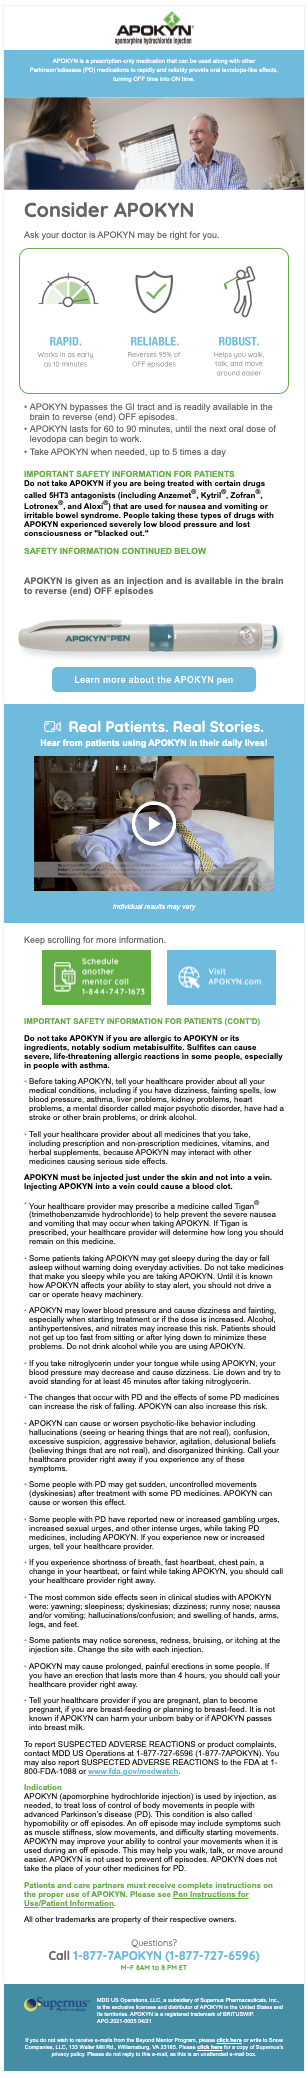 APOKYN®
apomorphine hydrochloride injection
APOKYN is a prescription-only medication that can be used along with other
Parkinson'sdisease (PD) medications to rapidly and reliably provide oral levodopa-like effects,
turning OFF time into ON time.
Consider APOKYN
Ask your doctor is APOKYN may be right for you.
RAPID.
Works in as early
as 10 minutes
RELIABLE.
Reverses 95% of
OFF episodes
ROBUST.
Helps you walk,
talk, and move
around easier
• APOKYN bypasses the GI tract and is readily available in the
brain to reverse (end) OFF episodes.
• APOKYN lasts for 60 to 90 minutes, until the next oral dose of
levodopa can begin to work.
• Take APOKYN when needed, up to 5 times a day
IMPORTANT SAFETY INFORMATION FOR PATIENTS
Do not take APOKYN if you are being treated with certain drugs
called 5HT3 antagonists (including Anzemet®, Kytril®, Zofran®,
Lotronex®, and Aloxi®) that are used for nausea and vomiting or
irritable bowel syndrome. People taking these types of drugs with
APOKYN experienced severely low blood pressure and lost
consciousness or "blacked out."
SAFETY INFORMATION CONTINUED BELOW
APOKYN is given as an injection and is available in the brain
to reverse (end) OFF episodes
APOKYN™PEN
Learn more about the APOKYN pen
Real Patients. Real Stories.
Hear from patients using APOKYN in their daily lives!
Individual results may vary
Keep scrolling for more information.
Schedule
another
mentor call
1-844-747-1673
Visit
APOKYN.com
IMPORTANT SAFETY INFORMATION FOR PATIENTS (CONT'D)
Do not take APOKYN if you are allergic to APOKYN or its
ingredients, notably sodium metabisulfite. Sulfites can cause
severe, life-threatening allergic reactions in some people, especially
in people with asthma.
• Before taking APOKYN, tell your healthcare provider about all your
medical conditions, including if you have dizziness, fainting spells, low
blood pressure, asthma, liver problems, kidney problems, heart
problems, a mental disorder called major psychotic disorder, have had a
stroke or other brain problems, or drink alcohol.
• Tell your healthcare provider about all medicines that you take,
including prescription and non-prescription medicines, vitamins, and
herbal supplements, because APOKYN may interact with other
medicines causing serious side effects.
APOKYN must be injected just under the skin and not into a vein.
Injecting APOKYN into a vein could cause a blood clot.
• Your healthcare provider may prescribe a medicine called Tigan®
(trimethobenzamide hydrochloride) to help prevent the severe nausea
and vomiting that may occur when taking APOKYN. If Tigan is
prescribed, your healthcare provider will determine how long you should
remain on this medicine.
• Some patients taking APOKYN may get sleepy during the day or fall
asleep without warning doing everyday activities. Do not take medicines
that make you sleepy while you are taking APOKYN. Until it is known
how APOKYN affects your ability to stay alert, you should not drive a
car or operate heavy machinery.
• APOKYN may lower blood pressure and cause dizziness and fainting,
especially when starting treatment or if the dose is increased. Alcohol,
antihypertensives, and nitrates may increase this risk. Patients should
not get up too fast from sitting or after lying down to minimize these
problems. Do not drink alcohol while you are using APOKYN.
• If you take nitroglycerin under your tongue while using APOKYN, your
blood pressure may decrease and cause dizziness. Lie down and try to
avoid standing for at least 45 minutes after taking nitroglycerin.
• The changes that occur with PD and the effects of some PD medicines
can increase the risk of falling. APOKYN can also increase this risk.
• APOKYN can cause or worsen psychotic-like behavior including
hallucinations (seeing or hearing things that are not real), confusion,
excessive suspicion, aggressive behavior, agitation, delusional beliefs
(believing things that are not real), and disorganized thinking. Call your
healthcare provider right away if you experience any of these
symptoms.
• Some people with PD may get sudden, uncontrolled movements
(dyskinesias) after treatment with some PD medicines. APOKYN can
cause or worsen this effect.
• Some people with PD have reported new or increased gambling urges,
increased sexual urges, and other intense urges, while taking PD
medicines, including APOKYN. If you experience new or increased
urges, tell your healthcare provider.
• If you experience shortness of breath, fast heartbeat, chest pain, a
change in your heartbeat, or faint while taking APOKYN, you should call
your healthcare provider right away.
• The most common side effects seen in clinical studies with APOKYN
were: yawning; sleepiness; dyskinesias; dizziness; runny nose; nausea
and/or vomiting; hallucinations/confusion; and swelling of hands, arms,
legs, and feet.
• Some patients may notice soreness, redness, bruising, or itching at the
injection site. Change the site with each injection.
• APOKYN may cause prolonged, painful erections in some people. If
you have an erection that lasts more than 4 hours, you should call your
healthcare provider right away.
• Tell your healthcare provider if you are pregnant, plan to become
pregnant, if you are breast-feeding or planning to breast-feed. It is not
known if APOKYN can harm your unborn baby or if APOKYN passes
into breast milk.
To report SUSPECTED ADVERSE REACTIONS or product complaints,
contact MDD US Operations at 1-877-727-6596 (1-877-7APOKYN). You
may also report SUSPECTED ADVERSE REACTIONS to the FDA at 1-
800-FDA-1088 or www.fda.gov/medwatch.
Indication
APOKYN (apomorphine hydrochloride injection) is used by injection, as
needed, to treat loss of control of body movements in people with
advanced Parkinson's disease (PD). This condition is also called
hypomobility or off episodes. An off episode may include symptoms such
as muscle stiffness, slow movements, and difficulty starting movements.
APOKYN may improve your ability to control your movements when it is
used during an off episode. This may help you walk, talk, or move around
easier. APOKYN is not used to prevent off episodes. APOKYN does not
take the place of your other medicines for PD.
Patients and care partners must receive complete instructions on
the proper use of APOKYN. Please see Pen Instructions for
Use/Patient Information.
All other trademarks are property of their respective owners.
Questions?
Call 1-877-7APOKYN (1-877-727-6596)
M-F 8AM to 8 PM ET
Supernus
MDD US Operations, LLC, a subsidiary of Supernus Pharmaceuticals, Inc.,
is the exclusive licensee and distributor of APOKYN in the United States and
its territories. APOKYN is a registered trademark of BRITUSWIP.
APO.2021-0005 04/21
If you do not wish to receive e-mails from the Beyond Mentor Program, please click here or write to Snow
Companies, LLC, 133 Waller Mill Rd., Williamsburg, VA 23185. Please click here for a copy of Supernus's
privacy policy. Please do not reply to this e-mail, as this is an unattended e-mail box.